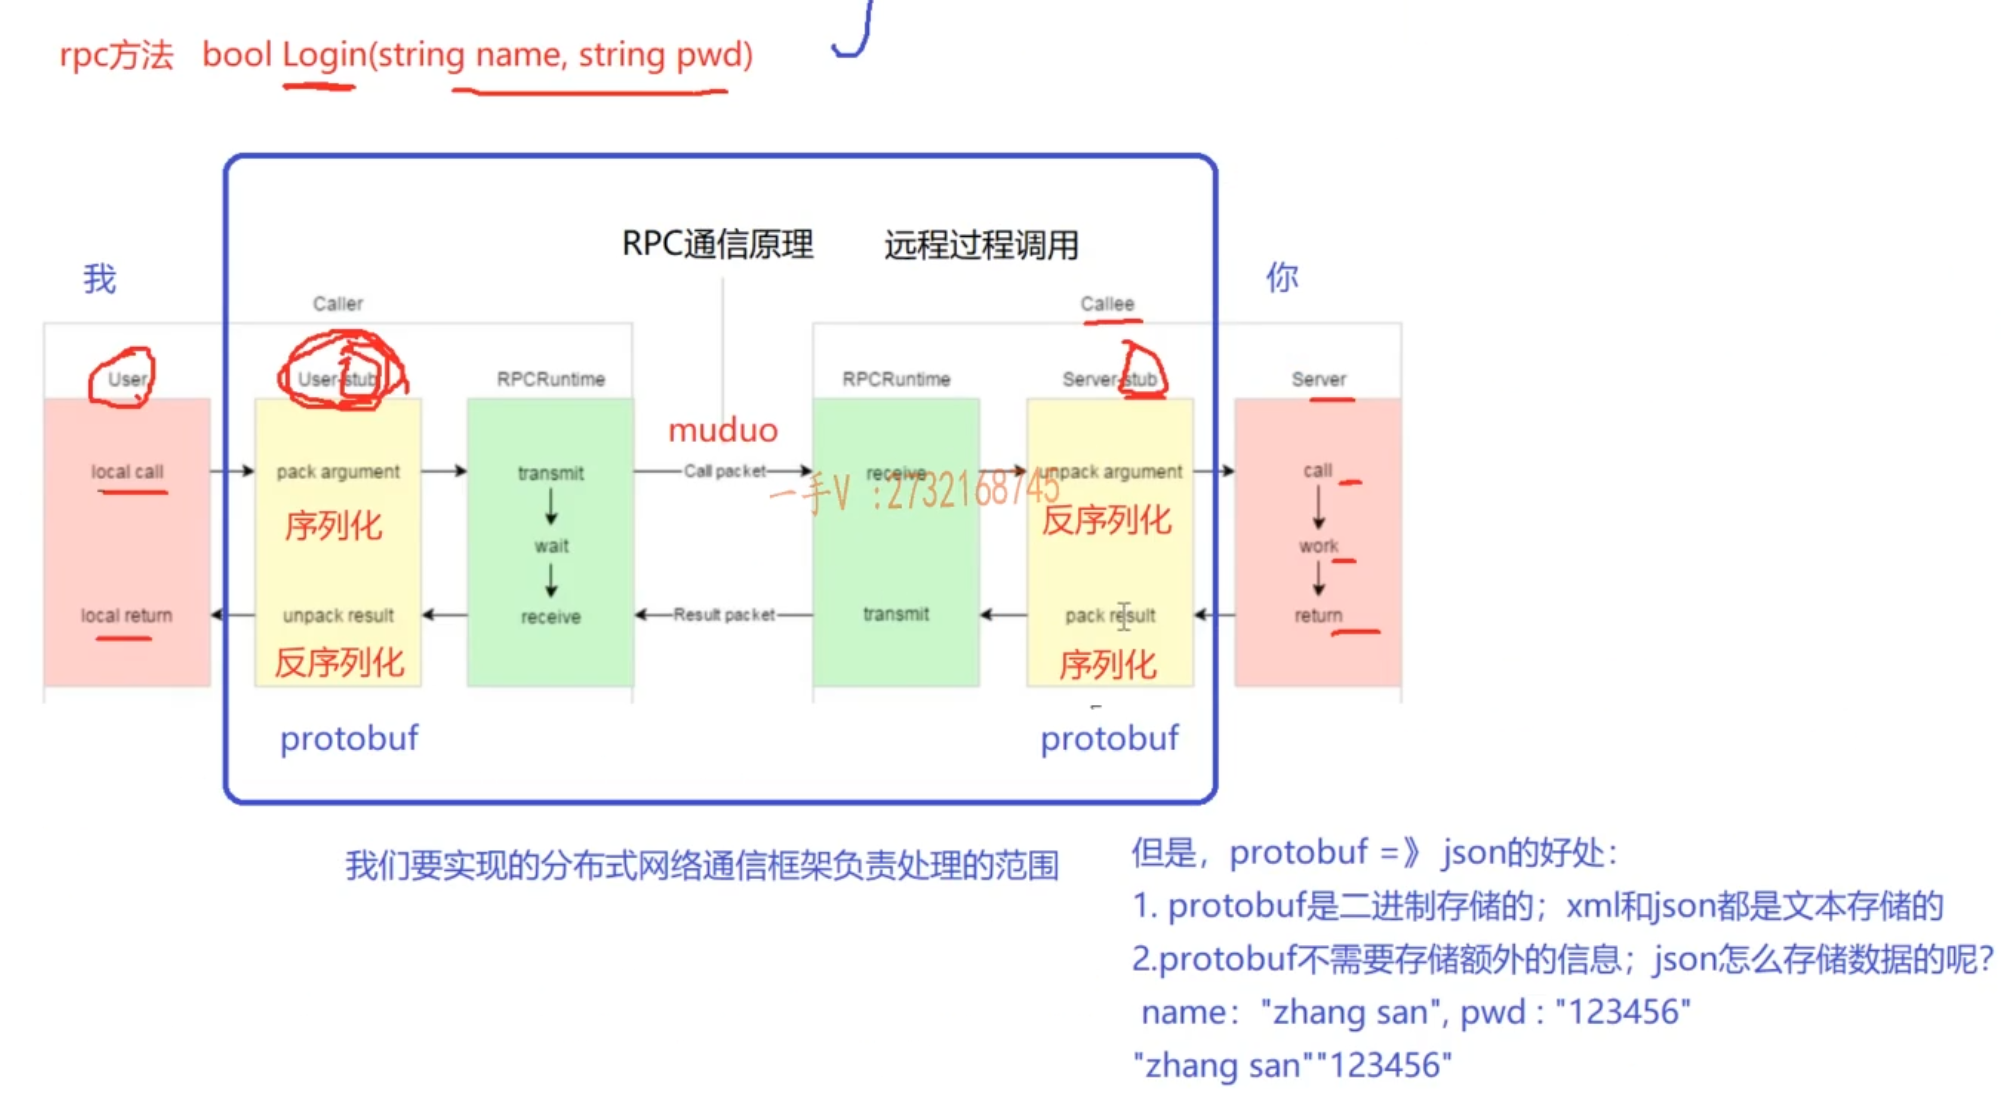 rpc方法 bool Login(string name, string pwd)
RPC通信原理 远程过程调用
我 你
Caller Callee
User User-stub RPCRuntime RPCRuntime Server-stub Server
muduo
local call pack argument transmit Call packet receive unpack argument call
一手V :2732168745
序列化 反序列化
wait work
local return unpack result receive Result packet transmit pack result return
反序列化 序列化
protobuf protobuf
我们要实现的分布式网络通信框架负责处理的范围
但是，protobuf =》 json的好处：
1. protobuf是二进制存储的；xml和json都是文本存储的
2.protobuf不需要存储额外的信息；json怎么存储数据的呢？
name："zhang san", pwd : "123456"
"zhang san""123456"